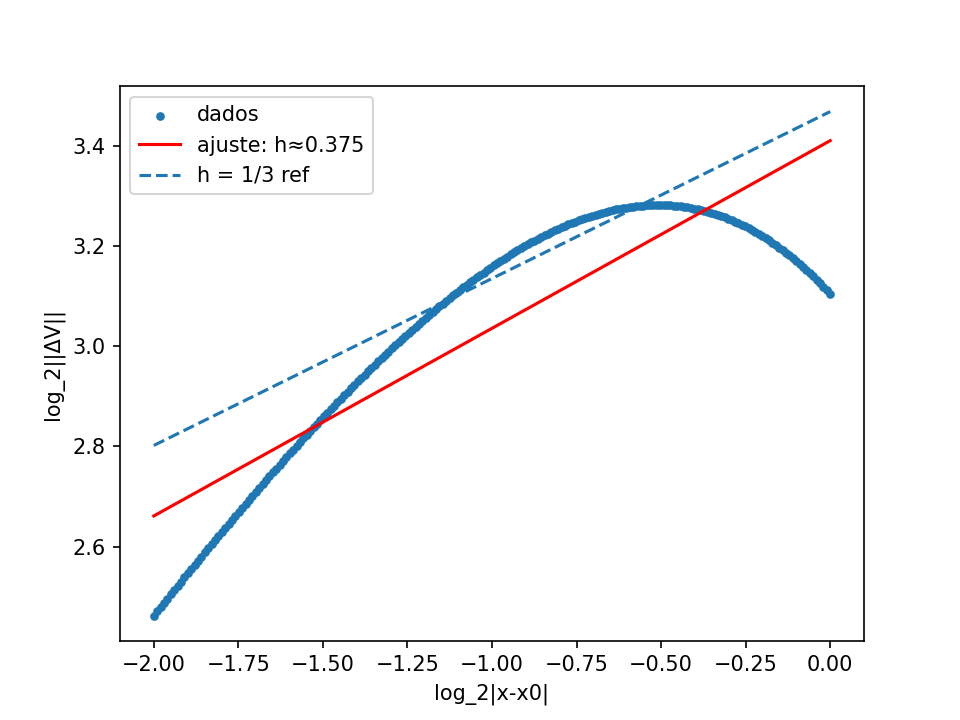 dados
ajuste: h≈0.375
h = 1/3 ref
3.4
3.2
3.0
2.8
2.6
log_2||ΔV||
−2.00 −1.75 −1.50 −1.25 −1.00 −0.75 −0.50 −0.25 0.00
log_2|x-x0|